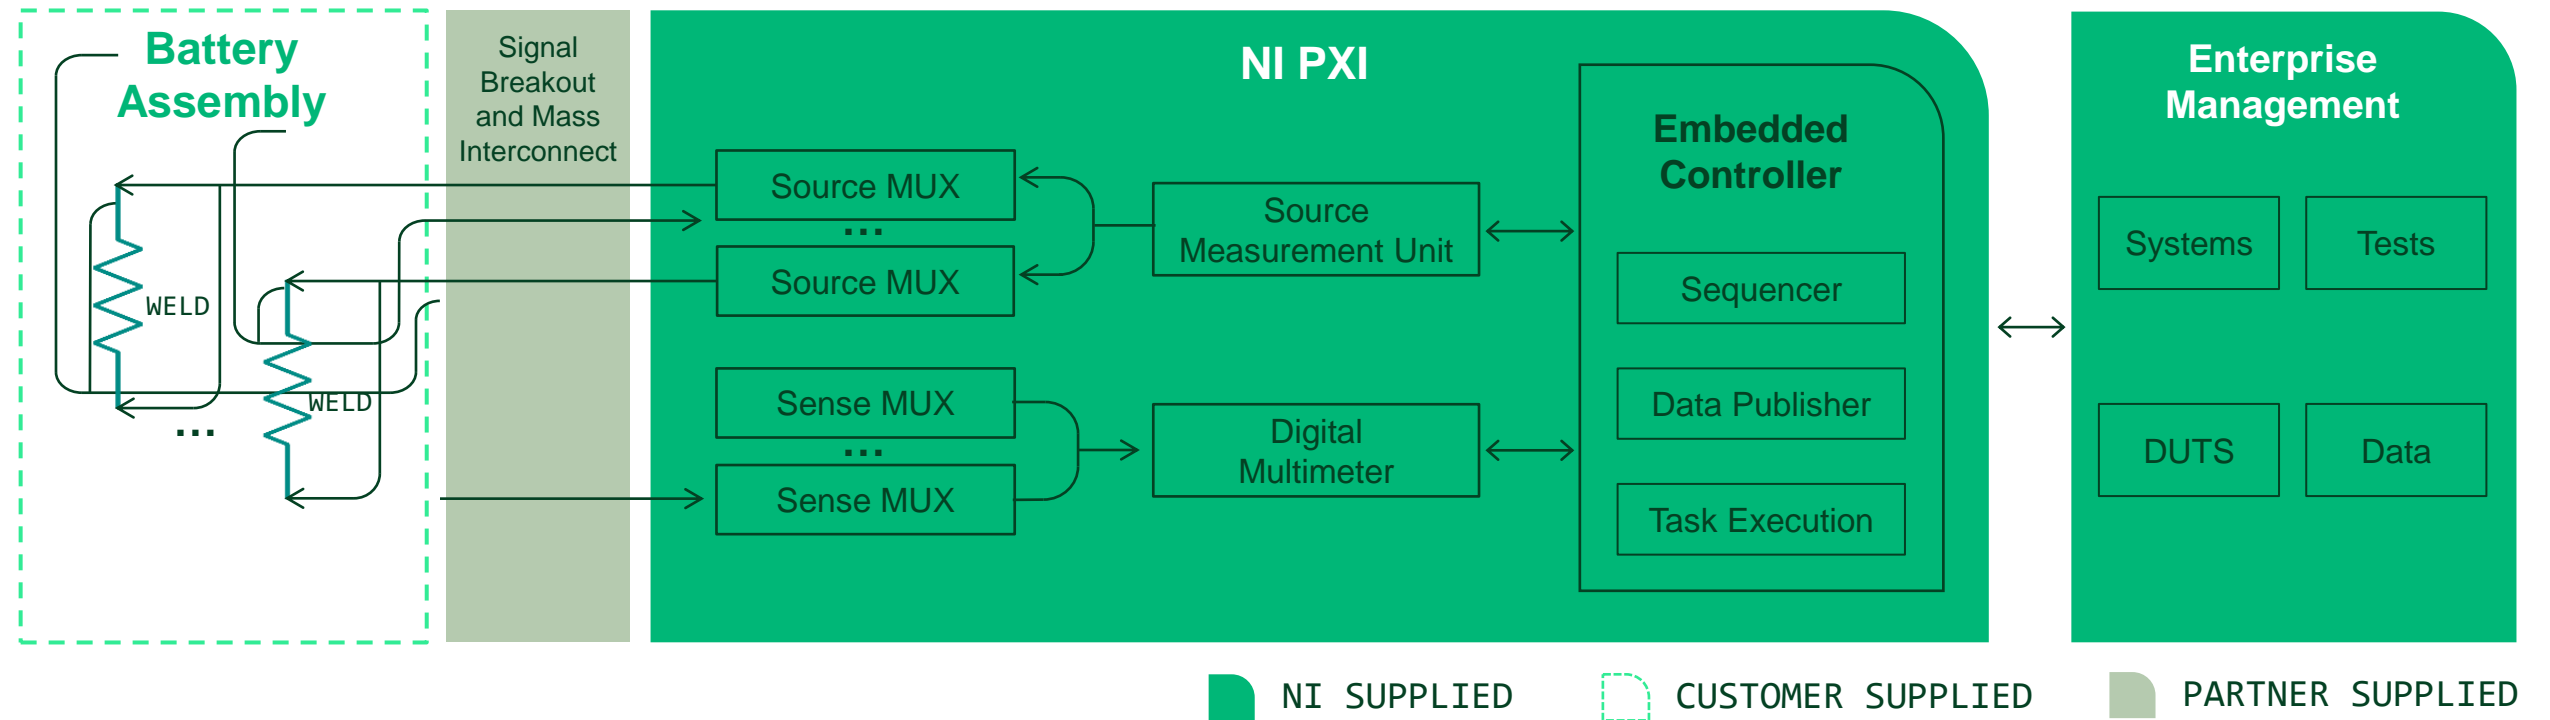 Battery
Assembly
WELD
WELD
...
Signal
Breakout
and Mass
Interconnect
NI PXI
Source MUX
...
Source MUX
Sense MUX
...
Sense MUX
Source
Measurement Unit
Digital
Multimeter
Embedded
Controller
Sequencer
Data Publisher
Task Execution
Enterprise
Management
Systems
Tests
DUTS
Data
NI SUPPLIED
CUSTOMER SUPPLIED
PARTNER SUPPLIED